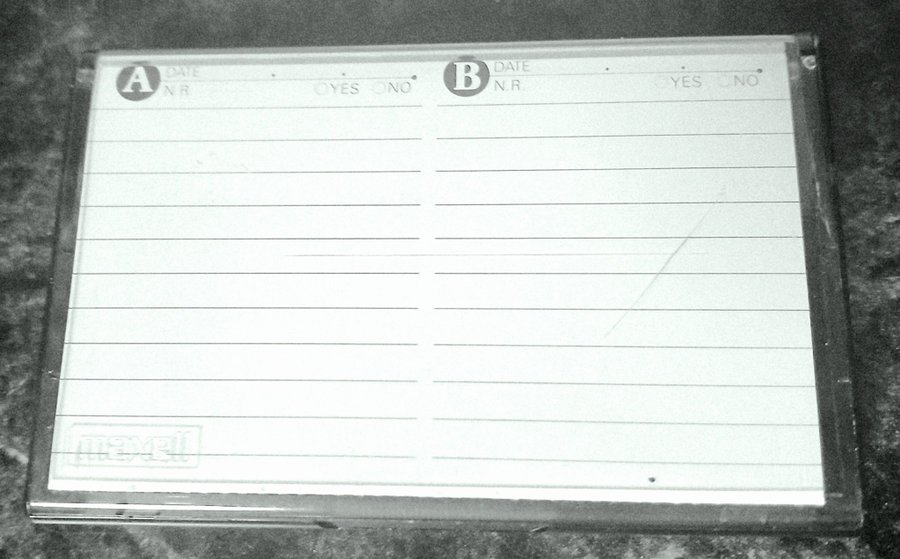 A DATE
N.R. YES NO
B DATE
N.R. YES NO
maxell